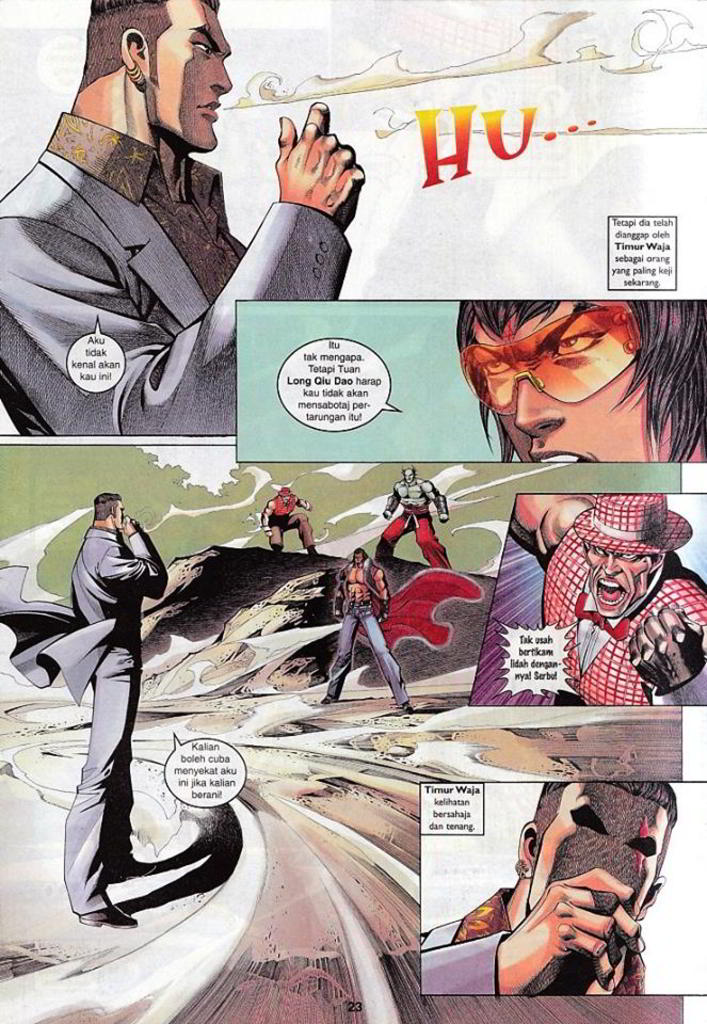 HU...
Tetapi dia telah
dianggap oleh
Timur Waja
sebagai orang
yang paling keji
sekarang.
Aku
tidak
kenal akan
kau ini!
Itu
tak mengapa.
Tetapi Tuan
Long Qiu Dao harap
kau tidak akan
mensabotaj per-
tarungan itu!
Tak usah
bertikam
lidah dengan-
nya! Serbu!
Kalian
boleh cuba
menyekat aku
ini jika kalian
berani!
Timur Waja
kelihatan
bersahaja
dan tenang.
23